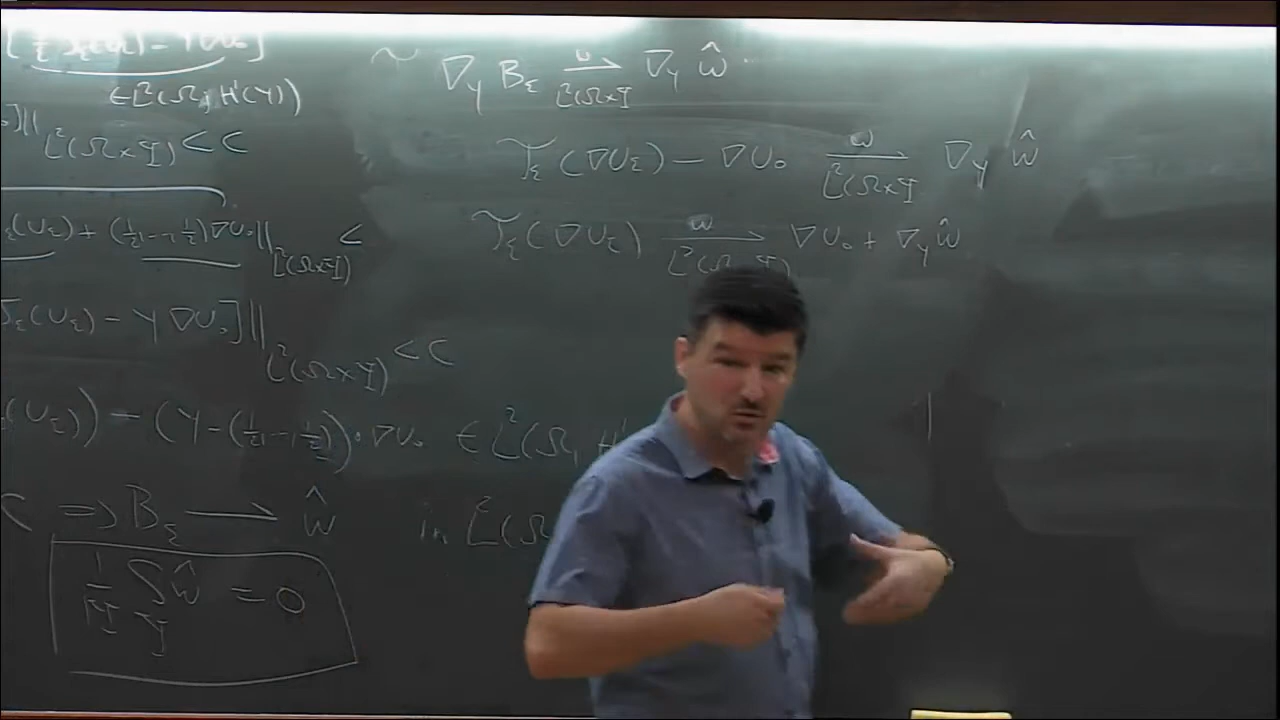 ∈ L²(Ω; H¹(Y))
]||_{L²(Ω×Y)} < C
(U_ε) + (½,…,½)∇U₀||_{L²(Ω×Y)} <
T_ε(U_ε) − Y∇U₀]||_{L²(Ω×Y)} < C
(U_ε)) − (Y − (½,…,½))·∇U₀ ∈ L²(Ω, H¹
C ⇒ B_ε → ŵ in L²(Ω
1/|Y| ∫_Y ŵ = 0
~ ∇_Y B_ε ⇀ ∇_Y ŵ
L²(Ω×Y)
T_ε(∇U_ε) − ∇U₀ —w⇀ ∇_Y ŵ
L²(Ω×Y)
T_ε(∇U_ε) —w⇀ ∇U₀ + ∇_Y ŵ
L²(Ω×Y)